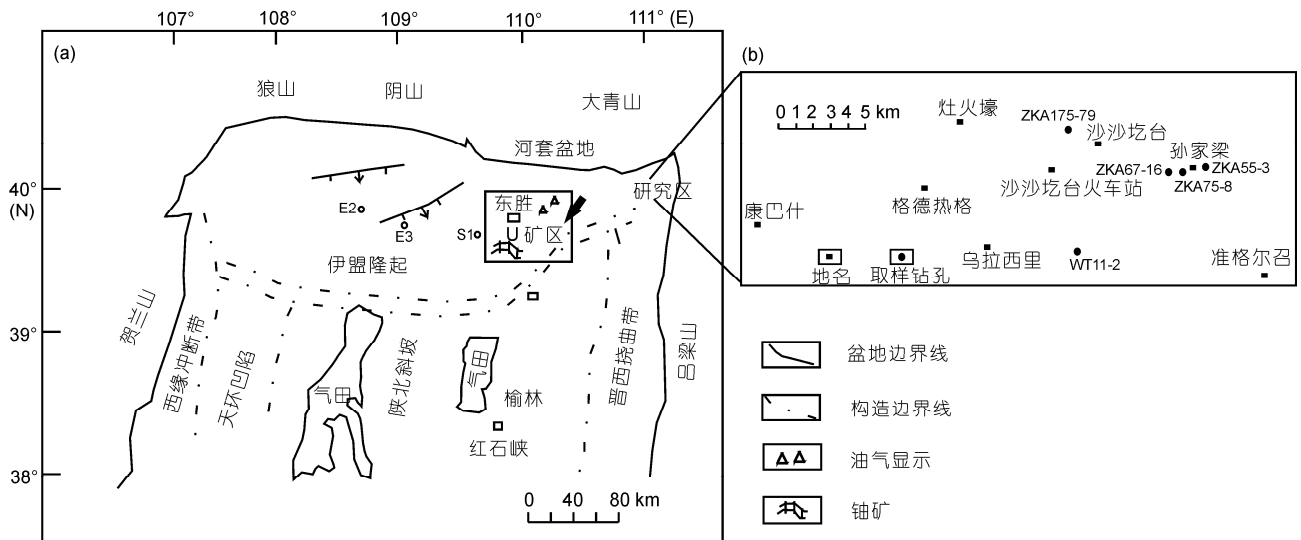 107°
108°
109°
110°
111° (E)
(a)
狼山
阴山
大青山
河套盆地
40°
(N)
研究区
东胜
E2
E3
S1
U 矿区
伊盟隆起
贺兰山
39°
西缘冲断带
天环凹陷
气田
陕北斜坡
气田
榆林
晋西挠曲带
吕梁山
红石峡
38°
0 40 80 km
(b)
0 1 2 3 4 5 km
灶火壕
ZKA175-79
沙沙圪台
孙家梁
ZKA67-16
ZKA55-3
ZKA75-8
沙沙圪台火车站
格德热格
康巴什
乌拉西里
WT11-2
准格尔召
地名
取样钻孔
盆地边界线
构造边界线
油气显示
铀矿